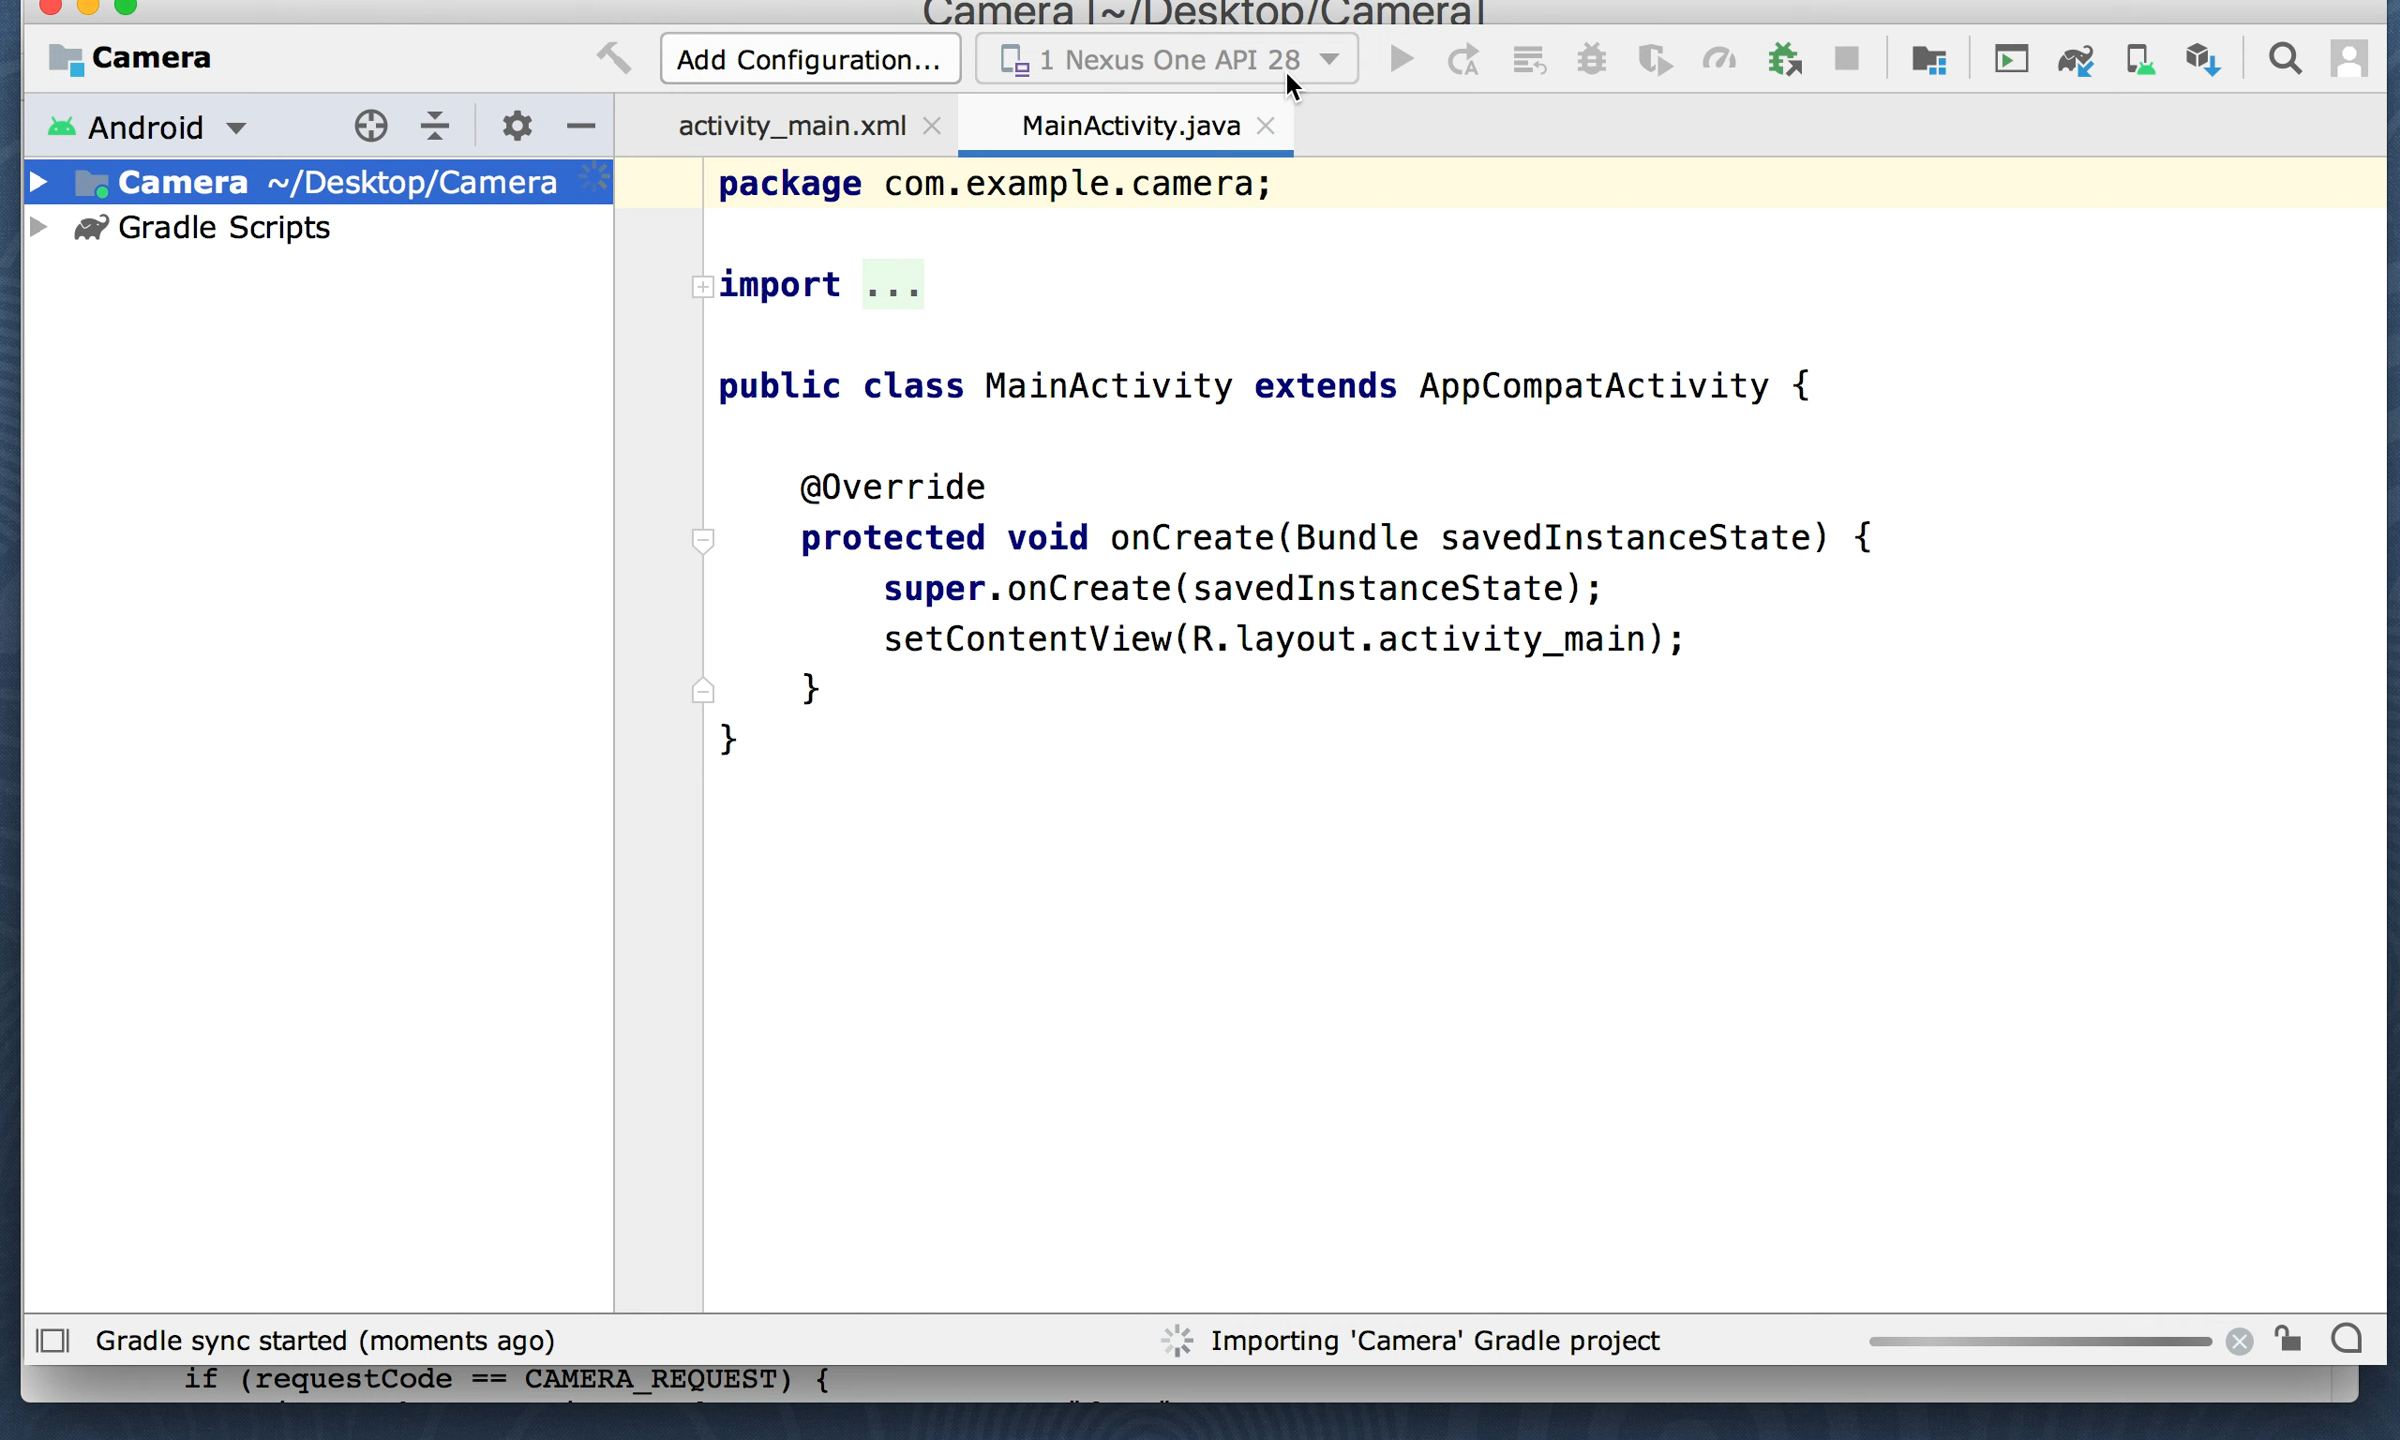 Camera [~/Desktop/Camera]
Camera
Add Configuration...
1 Nexus One API 28
Android
activity_main.xml
MainActivity.java
Camera ~/Desktop/Camera
Gradle Scripts
package com.example.camera;
import ...
public class MainActivity extends AppCompatActivity {
@Override
protected void onCreate(Bundle savedInstanceState) {
super.onCreate(savedInstanceState);
setContentView(R.layout.activity_main);
}
}
Gradle sync started (moments ago)
Importing 'Camera' Gradle project
if (requestCode == CAMERA_REQUEST) {